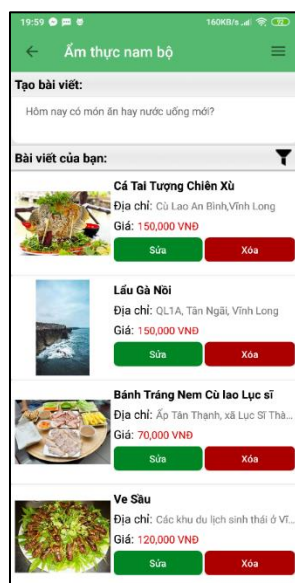 19:59 160KB/s 92
Ẩm thực nam bộ
Tạo bài viết:
Hôm nay có món ăn hay nước uống mới?
Bài viết của bạn:
Cá Tai Tượng Chiên Xù
Địa chỉ: Cù Lao An Bình,Vĩnh Long
Giá: 150,000 VNĐ
Sửa Xóa
Lẩu Gà Nòi
Địa chỉ: QL1A, Tân Ngãi, Vĩnh Long
Giá: 150,000 VNĐ
Sửa Xóa
Bánh Tráng Nem Cù lao Lục sĩ
Địa chỉ: Ấp Tân Thạnh, xã Lục Sĩ Thà...
Giá: 70,000 VNĐ
Sửa Xóa
Ve Sầu
Địa chỉ: Các khu du lịch sinh thái ở Vĩ...
Giá: 120,000 VNĐ
Sửa Xóa